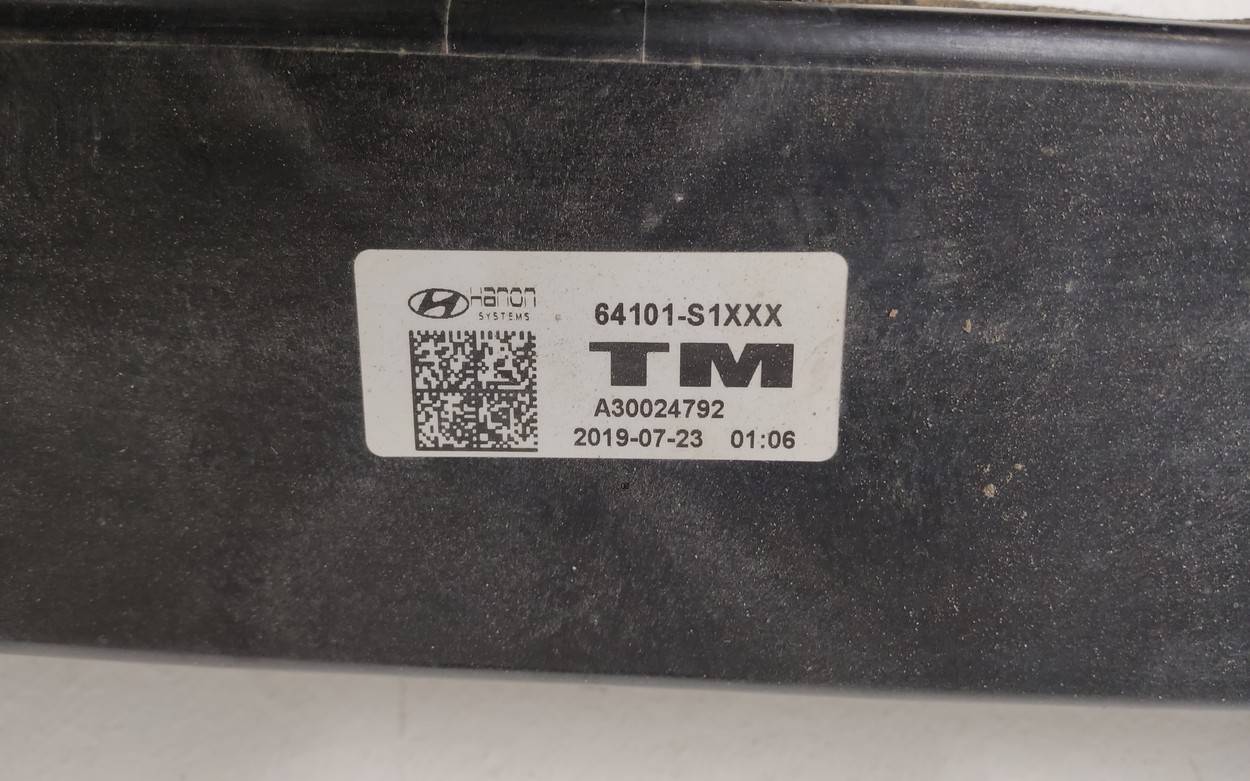 Hanon
SYSTEMS
64101-S1XXX
TM
A30024792
2019-07-23 01:06